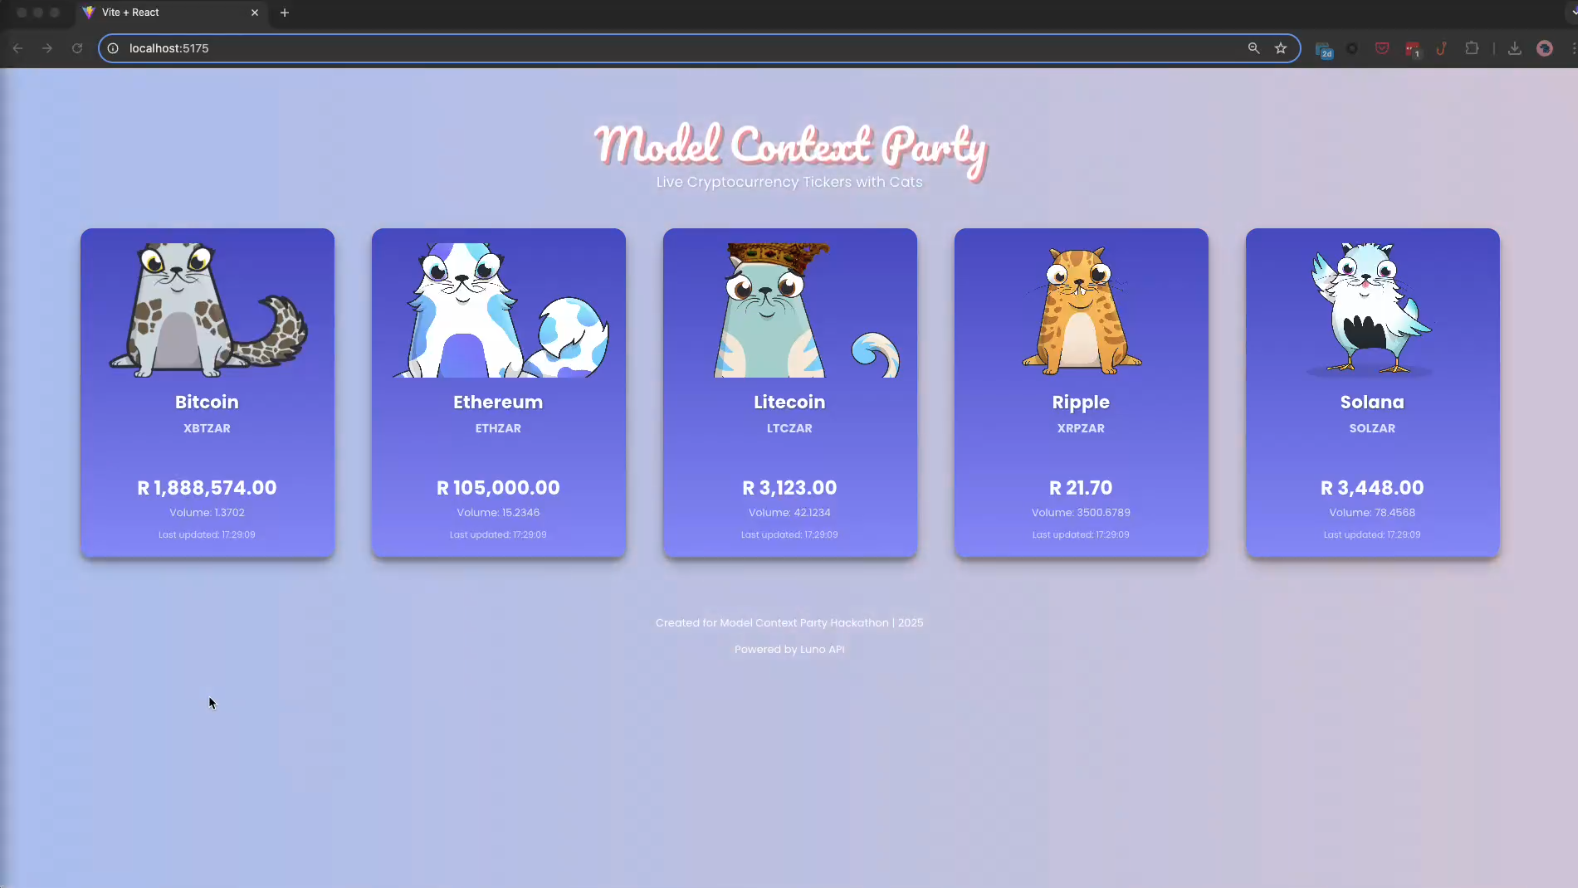 Vite + React
localhost:5175
2d
1
Model Context Party
Live Cryptocurrency Tickers with Cats
Bitcoin
XBTZAR
R 1,888,574.00
Volume: 1.3702
Last updated: 17:29:09
Ethereum
ETHZAR
R 105,000.00
Volume: 15.2346
Last updated: 17:29:09
Litecoin
LTCZAR
R 3,123.00
Volume: 42.1234
Last updated: 17:29:09
Ripple
XRPZAR
R 21.70
Volume: 3500.6789
Last updated: 17:29:09
Solana
SOLZAR
R 3,448.00
Volume: 78.4568
Last updated: 17:29:09
Created for Model Context Party Hackathon | 2025
Powered by Luno API